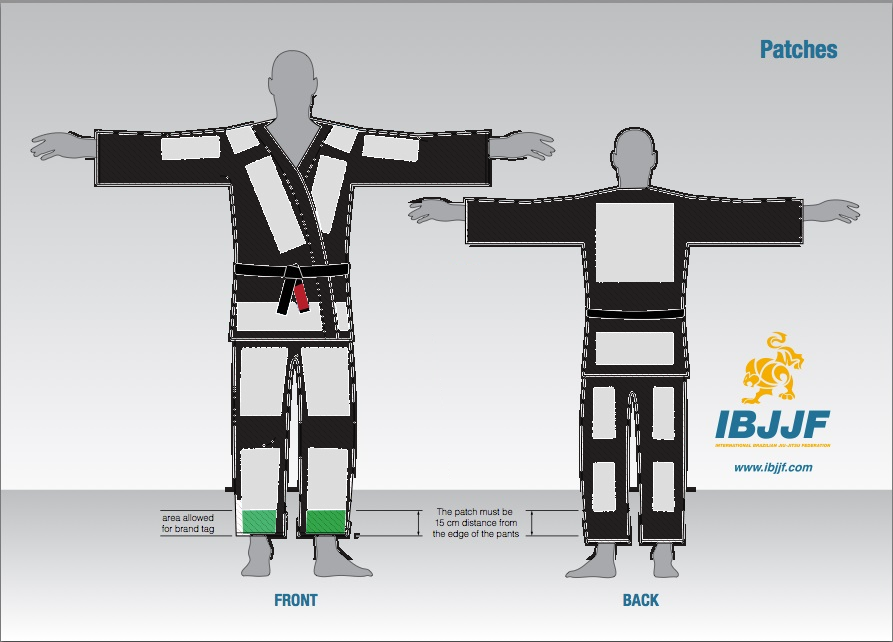 Patches
IBJJF
INTERNATIONAL BRAZILIAN JIU-JITSU FEDERATION
www.ibjjf.com
area allowed
for brand tag
The patch must be
15 cm distance from
the edge of the pants
FRONT
BACK